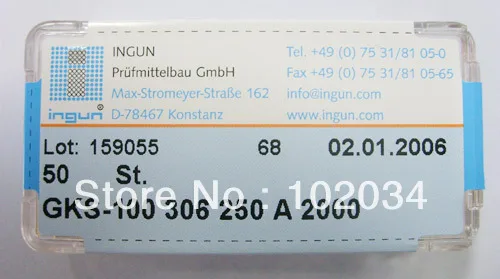 INGUN
Prüfmittelbau GmbH
Max-Stromeyer-Straße 162
D-78467 Konstanz
Tel. +49 (0) 75 31/81 05-0
Fax +49 (0) 75 31/81 05-65
info@ingun.com
www.ingun.com
ingun
Lot: 159055 68 02.01.2006
50 St.
Store No: 102034
GKS-100 306 250 A 2000